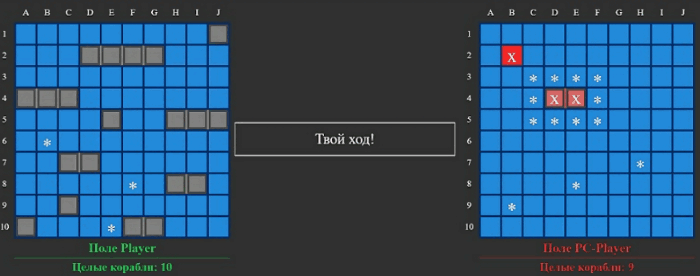 A B C D E F G H I J
1
2
3
4
5
6
7
8
9
10
* * *
Поле Player
Целые корабли: 10
Твой ход!
A B C D E F G H I J
1
2 X
3 * * * *
4 * X X *
5 * * * *
6
7 *
8 *
9 *
10
Поле PC-Player
Целые корабли: 9